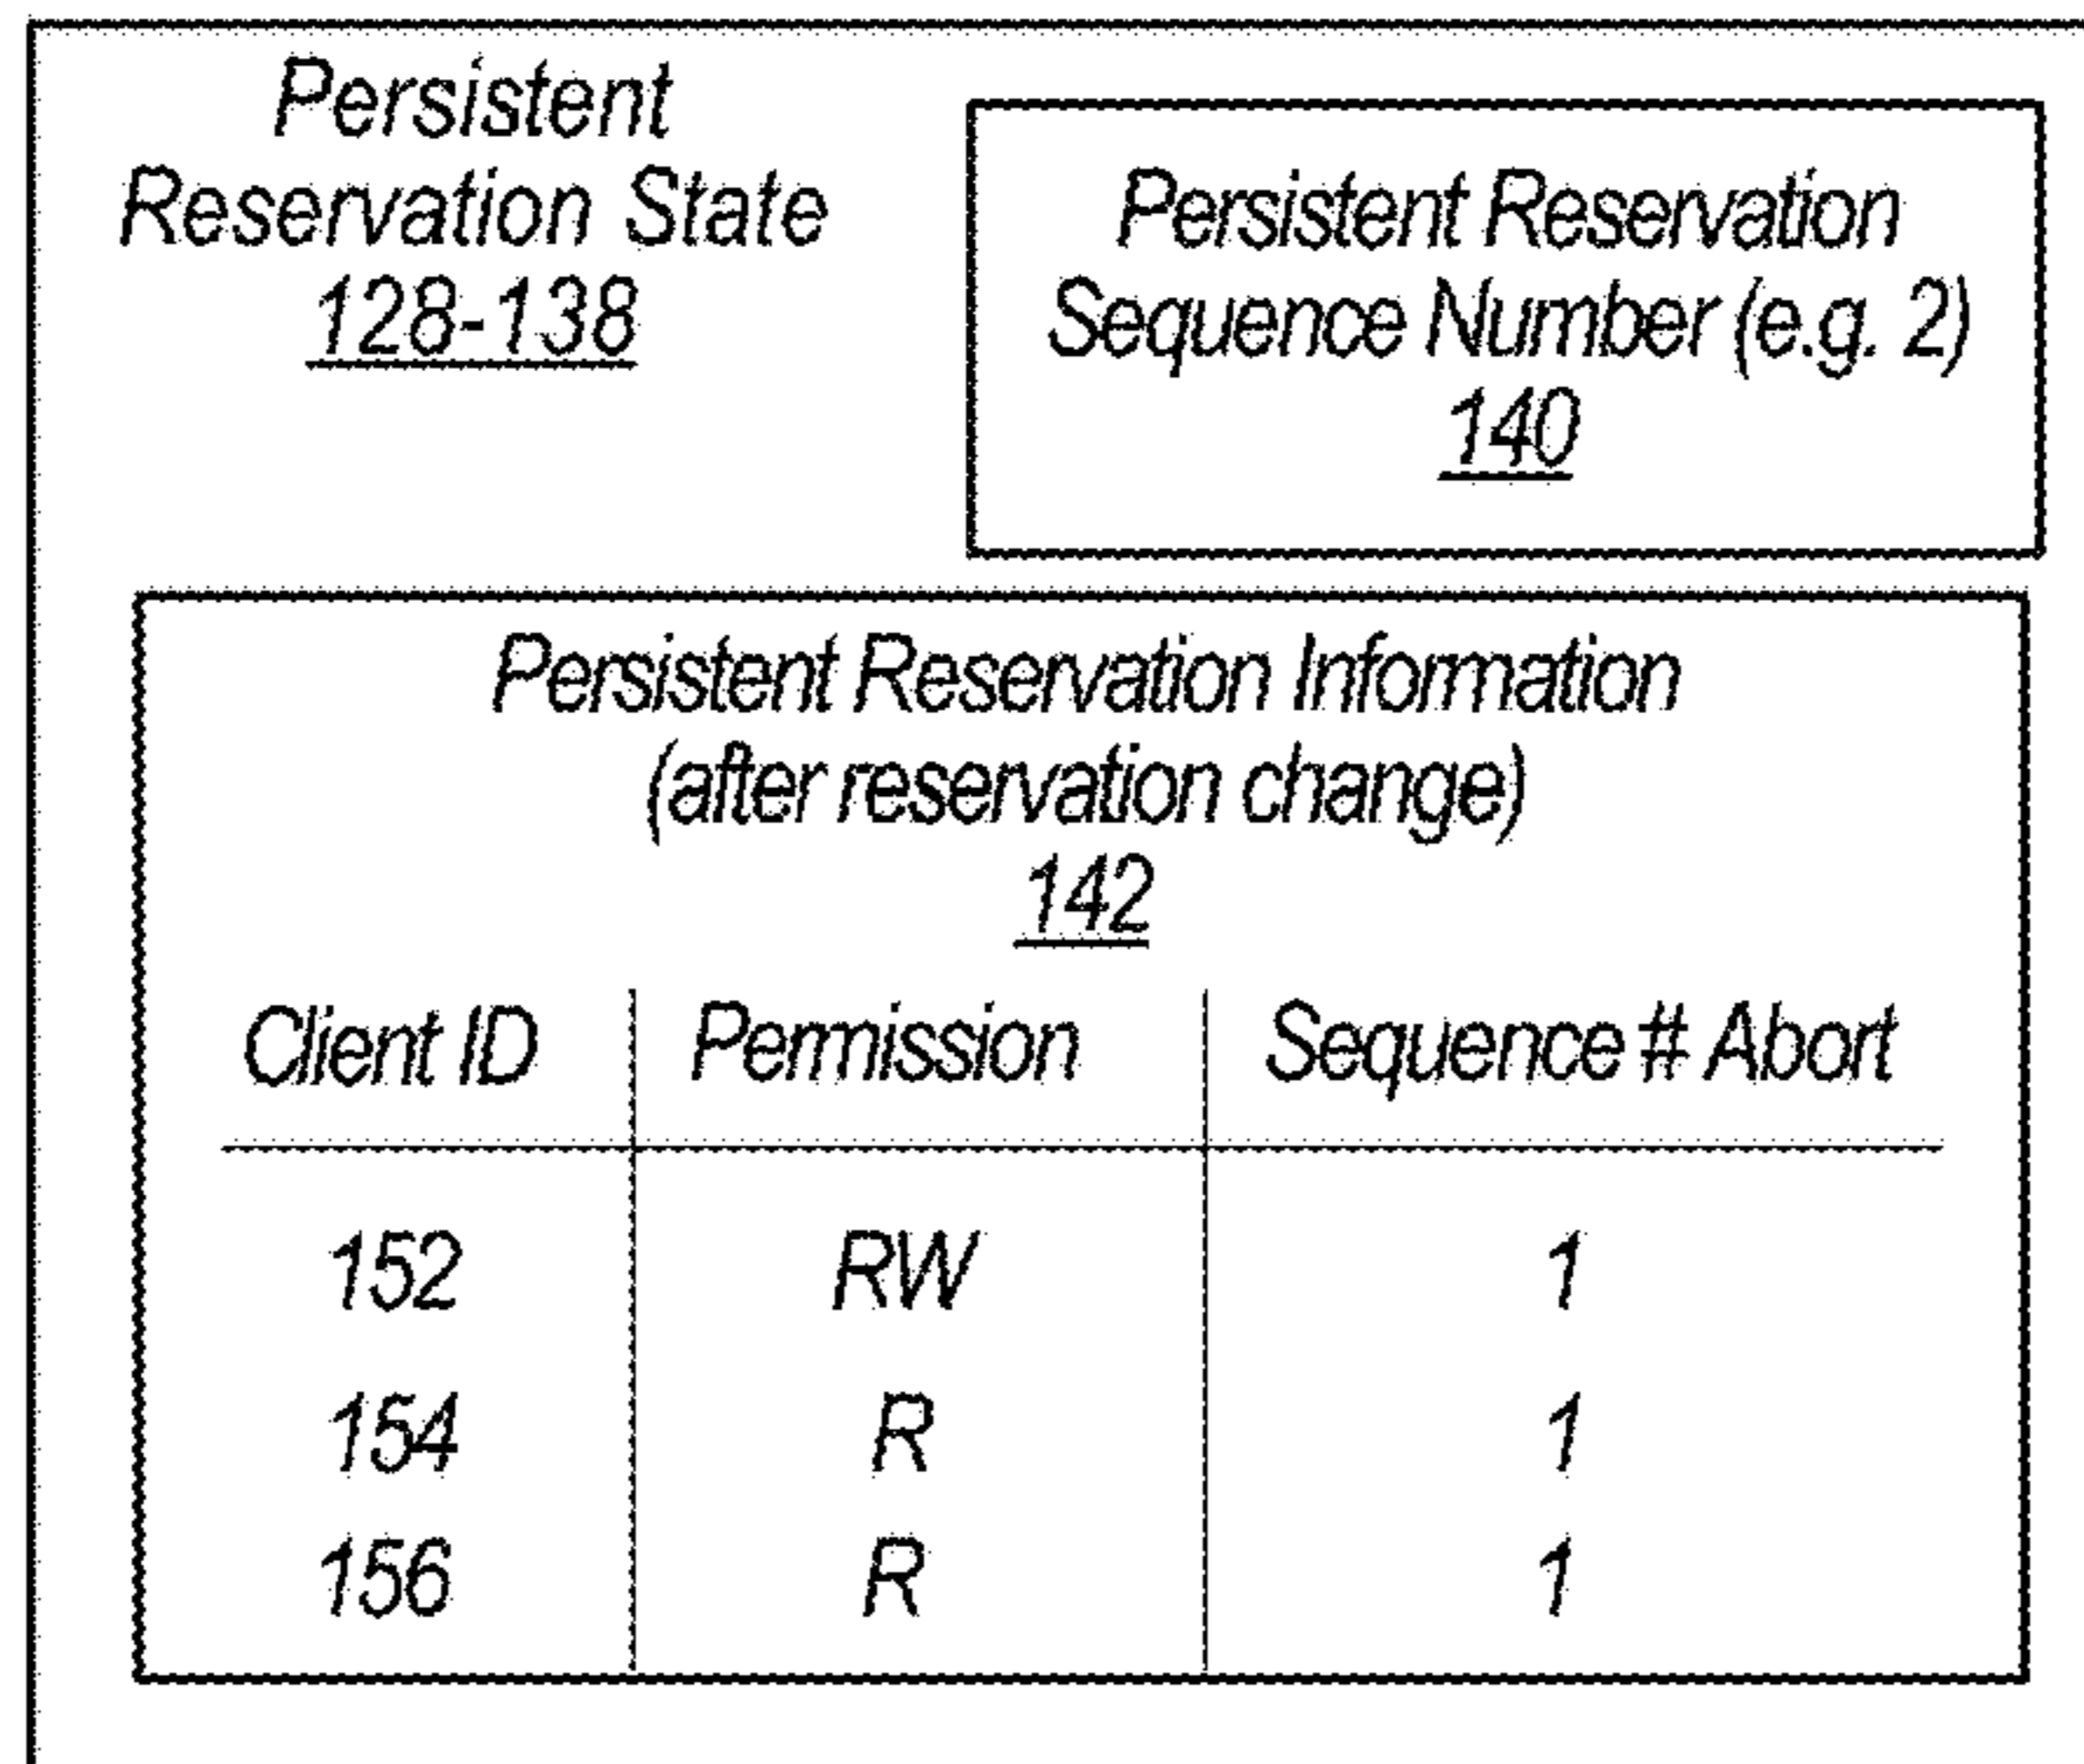 Persistent
Reservation State
128-138
Persistent Reservation
Sequence Number (e.g. 2)
140
Persistent Reservation Information
(after reservation change)
142
Client ID Permission Sequence # Abort
152 RW 1
154 R 1
156 R 1